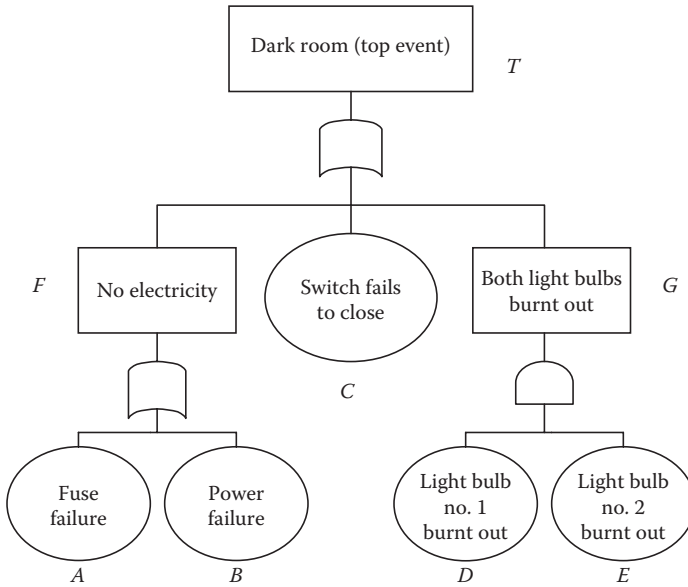 Dark room (top event)
T
F
No electricity
Switch fails
to close
C
Both light bulbs
burnt out
G
Fuse
failure
A
Power
failure
B
Light bulb
no. 1
burnt out
D
Light bulb
no. 2
burnt out
E